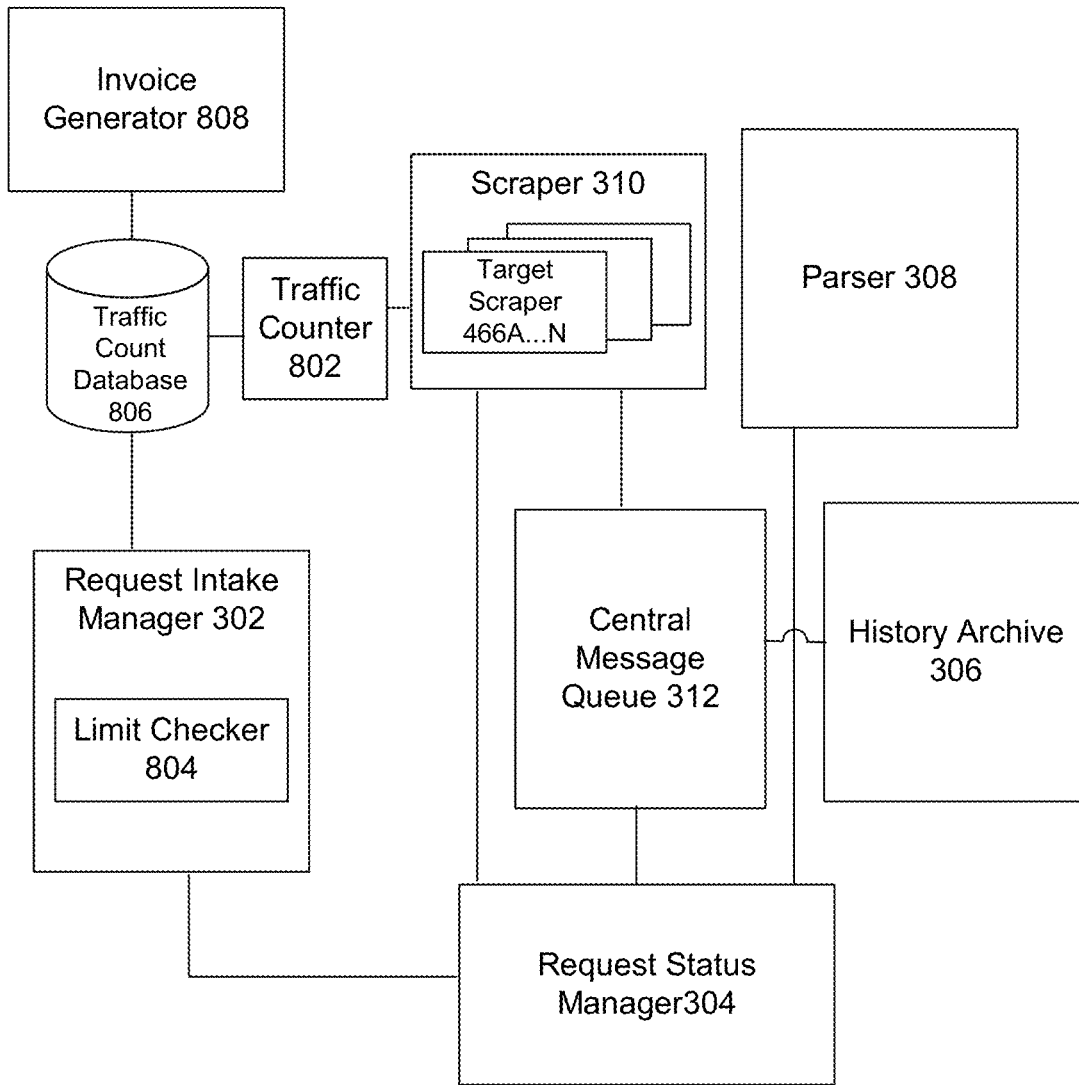 Invoice
Generator 808
Scraper 310
Target
Scraper
466A...N
Parser 308
Traffic
Count
Database
806
Traffic
Counter
802
Request Intake
Manager 302
Limit Checker
804
Central
Message
Queue 312
History Archive
306
Request Status
Manager304